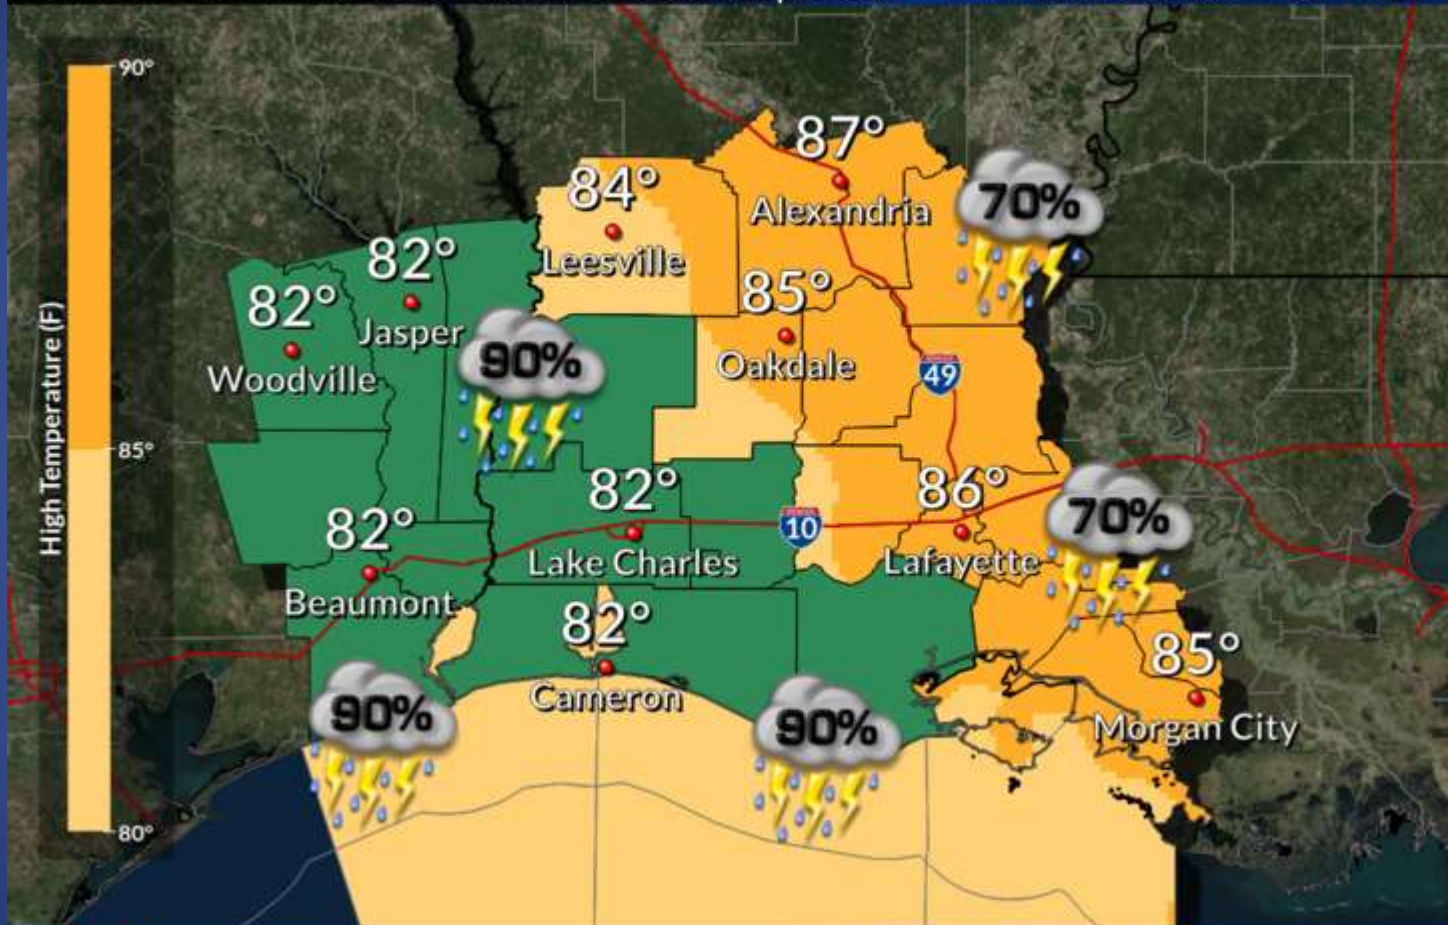 90°
87°
84°
70%
Alexandria
82°
Leesville
82°
85°
Jasper
High Temperature (F)
90%
Oakdale
Woodville
49
85°
82°
86°
82°
70%
10
Lake Charles
Lafayette
Beaumont
82°
85°
Cameron
90%
90%
Morgan City
80°